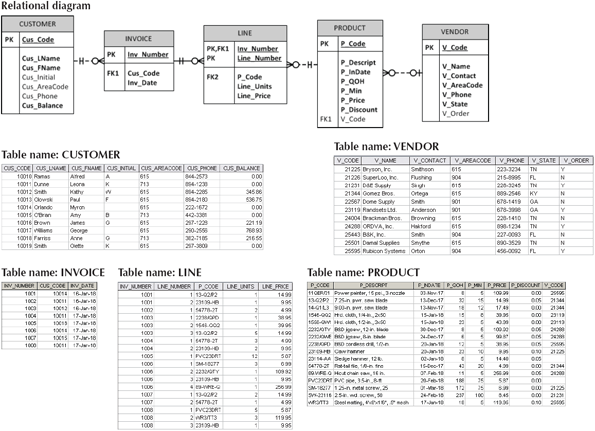 Relational diagram
CUSTOMER
PK Cus_Code
Cus_LName
Cus_FName
Cus_Initial
Cus_AreaCode
Cus_Phone
Cus_Balance
INVOICE
PK Inv_Number
FK1 Cus_Code
Inv_Date
LINE
PK,FK1 Inv_Number
PK Line_Number
FK2 P_Code
Line_Units
Line_Price
PRODUCT
PK P_Code
P_Descript
P_InDate
P_QOH
P_Min
P_Price
P_Discount
FK1 V_Code
VENDOR
PK V_Code
V_Name
V_Contact
V_AreaCode
V_Phone
V_State
V_Order
Table name: CUSTOMER
CUS_CODE CUS_LNAME CUS_FNAME CUS_INITIAL CUS_AREACODE CUS_PHONE CUS_BALANCE
10010 Ramas Alfred A 615 844-2573 0.00
10011 Dunne Leona K 713 894-1238 0.00
10012 Smith Kathy W 615 894-2285 345.86
10013 Olowski Paul F 615 894-2180 536.75
10014 Orlando Myron 615 222-1672 0.00
10015 O'Brian Amy B 713 442-3381 0.00
10016 Brown James G 615 297-1228 221.19
10017 Williams George 615 290-2556 768.93
10018 Farriss Anne G 713 382-7185 216.55
10019 Smith Olette K 615 297-3809 0.00
Table name: VENDOR
V_CODE V_NAME V_CONTACT V_AREACODE V_PHONE V_STATE V_ORDER
21225 Bryson, Inc. Smithson 615 223-3234 TN Y
21226 SuperLoo, Inc. Flushing 904 215-8995 FL N
21231 D&E Supply Singh 615 228-3245 TN Y
21344 Gomez Bros. Ortega 615 889-2546 KY N
22567 Dome Supply Smith 901 678-1419 GA N
23119 Randsets Ltd. Anderson 901 678-3998 GA Y
24004 Brackman Bros. Browning 615 228-1410 TN N
24288 ORDVA, Inc. Hakford 615 898-1234 TN Y
25443 B&K, Inc. Smith 904 227-0093 FL N
25501 Damal Supplies Smythe 615 890-3529 TN N
25595 Rubicon Systems Orton 904 456-0092 FL Y
Table name: INVOICE
INV_NUMBER CUS_CODE INV_DATE
1001 10014 16-Jan-18
1002 10011 16-Jan-18
1003 10012 16-Jan-18
1004 10011 17-Jan-18
1005 10018 17-Jan-18
1006 10014 17-Jan-18
1007 10015 17-Jan-18
1008 10011 17-Jan-18
Table name: LINE
INV_NUMBER LINE_NUMBER P_CODE LINE_UNITS LINE_PRICE
1001 1 13-Q2/P2 1 14.99
1001 2 23109-HB 1 9.95
1002 1 54778-2T 2 4.99
1003 1 2238/QPD 1 38.95
1003 2 1546-QQ2 1 39.95
1003 3 13-Q2/P2 5 14.99
1004 1 54778-2T 3 4.99
1004 2 23109-HB 2 9.95
1005 1 PVC23DRT 12 5.87
1006 1 SM-18277 3 6.99
1006 2 2232/QTY 1 109.92
1006 3 23109-HB 1 9.95
1006 4 89-WRE-Q 1 256.99
1007 1 13-Q2/P2 2 14.99
1007 2 54778-2T 1 4.99
1008 1 PVC23DRT 5 5.87
1008 2 WR3/TT3 3 119.95
1008 3 23109-HB 1 9.95
Table name: PRODUCT
P_CODE P_DESCRIPT P_INDATE P_QOH P_MIN P_PRICE P_DISCOUNT V_CODE
11QER/31 Power painter, 15 psi., 3-nozzle 03-Nov-17 8 5 109.99 0.00 25595
13-Q2/P2 7.25-in. pwr. saw blade 13-Dec-17 32 15 14.99 0.05 21344
14-Q1/L3 9.00-in. pwr. saw blade 13-Nov-17 18 12 17.49 0.00 21344
1546-QQ2 Hrd. cloth, 1/4-in., 2x50 15-Jan-18 15 8 39.95 0.00 23119
1558-QW1 Hrd. cloth, 1/2-in., 3x50 15-Jan-18 23 5 43.99 0.00 23119
2232/QTY B&D jigsaw, 12-in. blade 30-Dec-17 8 5 109.92 0.05 24288
2232/QWE B&D jigsaw, 8-in. blade 24-Dec-17 6 5 99.87 0.05 24288
2238/QPD B&D cordless drill, 1/2-in. 20-Jan-18 12 5 38.95 0.05 25595
23109-HB Claw hammer 20-Jan-18 23 10 9.95 0.10 21225
23114-AA Sledge hammer, 12 lb. 02-Jan-18 8 5 14.40 0.05
54778-2T Rat-tail file, 1/8-in. fine 15-Dec-17 43 20 4.99 0.00 21344
89-WRE-Q Hicut chain saw, 16 in. 11 5 256.99 0.05 24288
PVC23DRT PVC pipe, 3.5-in., 8-ft 188 75 5.87 0.00
SM-18277 1.25-in. metal screw, 25 01-Mar-18 172 75 6.99 0.00 21225
SW-23116 2.5-in. wd. screw, 50 24-Feb-18 237 100 8.45 0.00 21231
WR3/TT3 Steel matting, 4'x8'x1/6", .5" mesh 17-Jan-18 18 5 119.95 0.10 25595